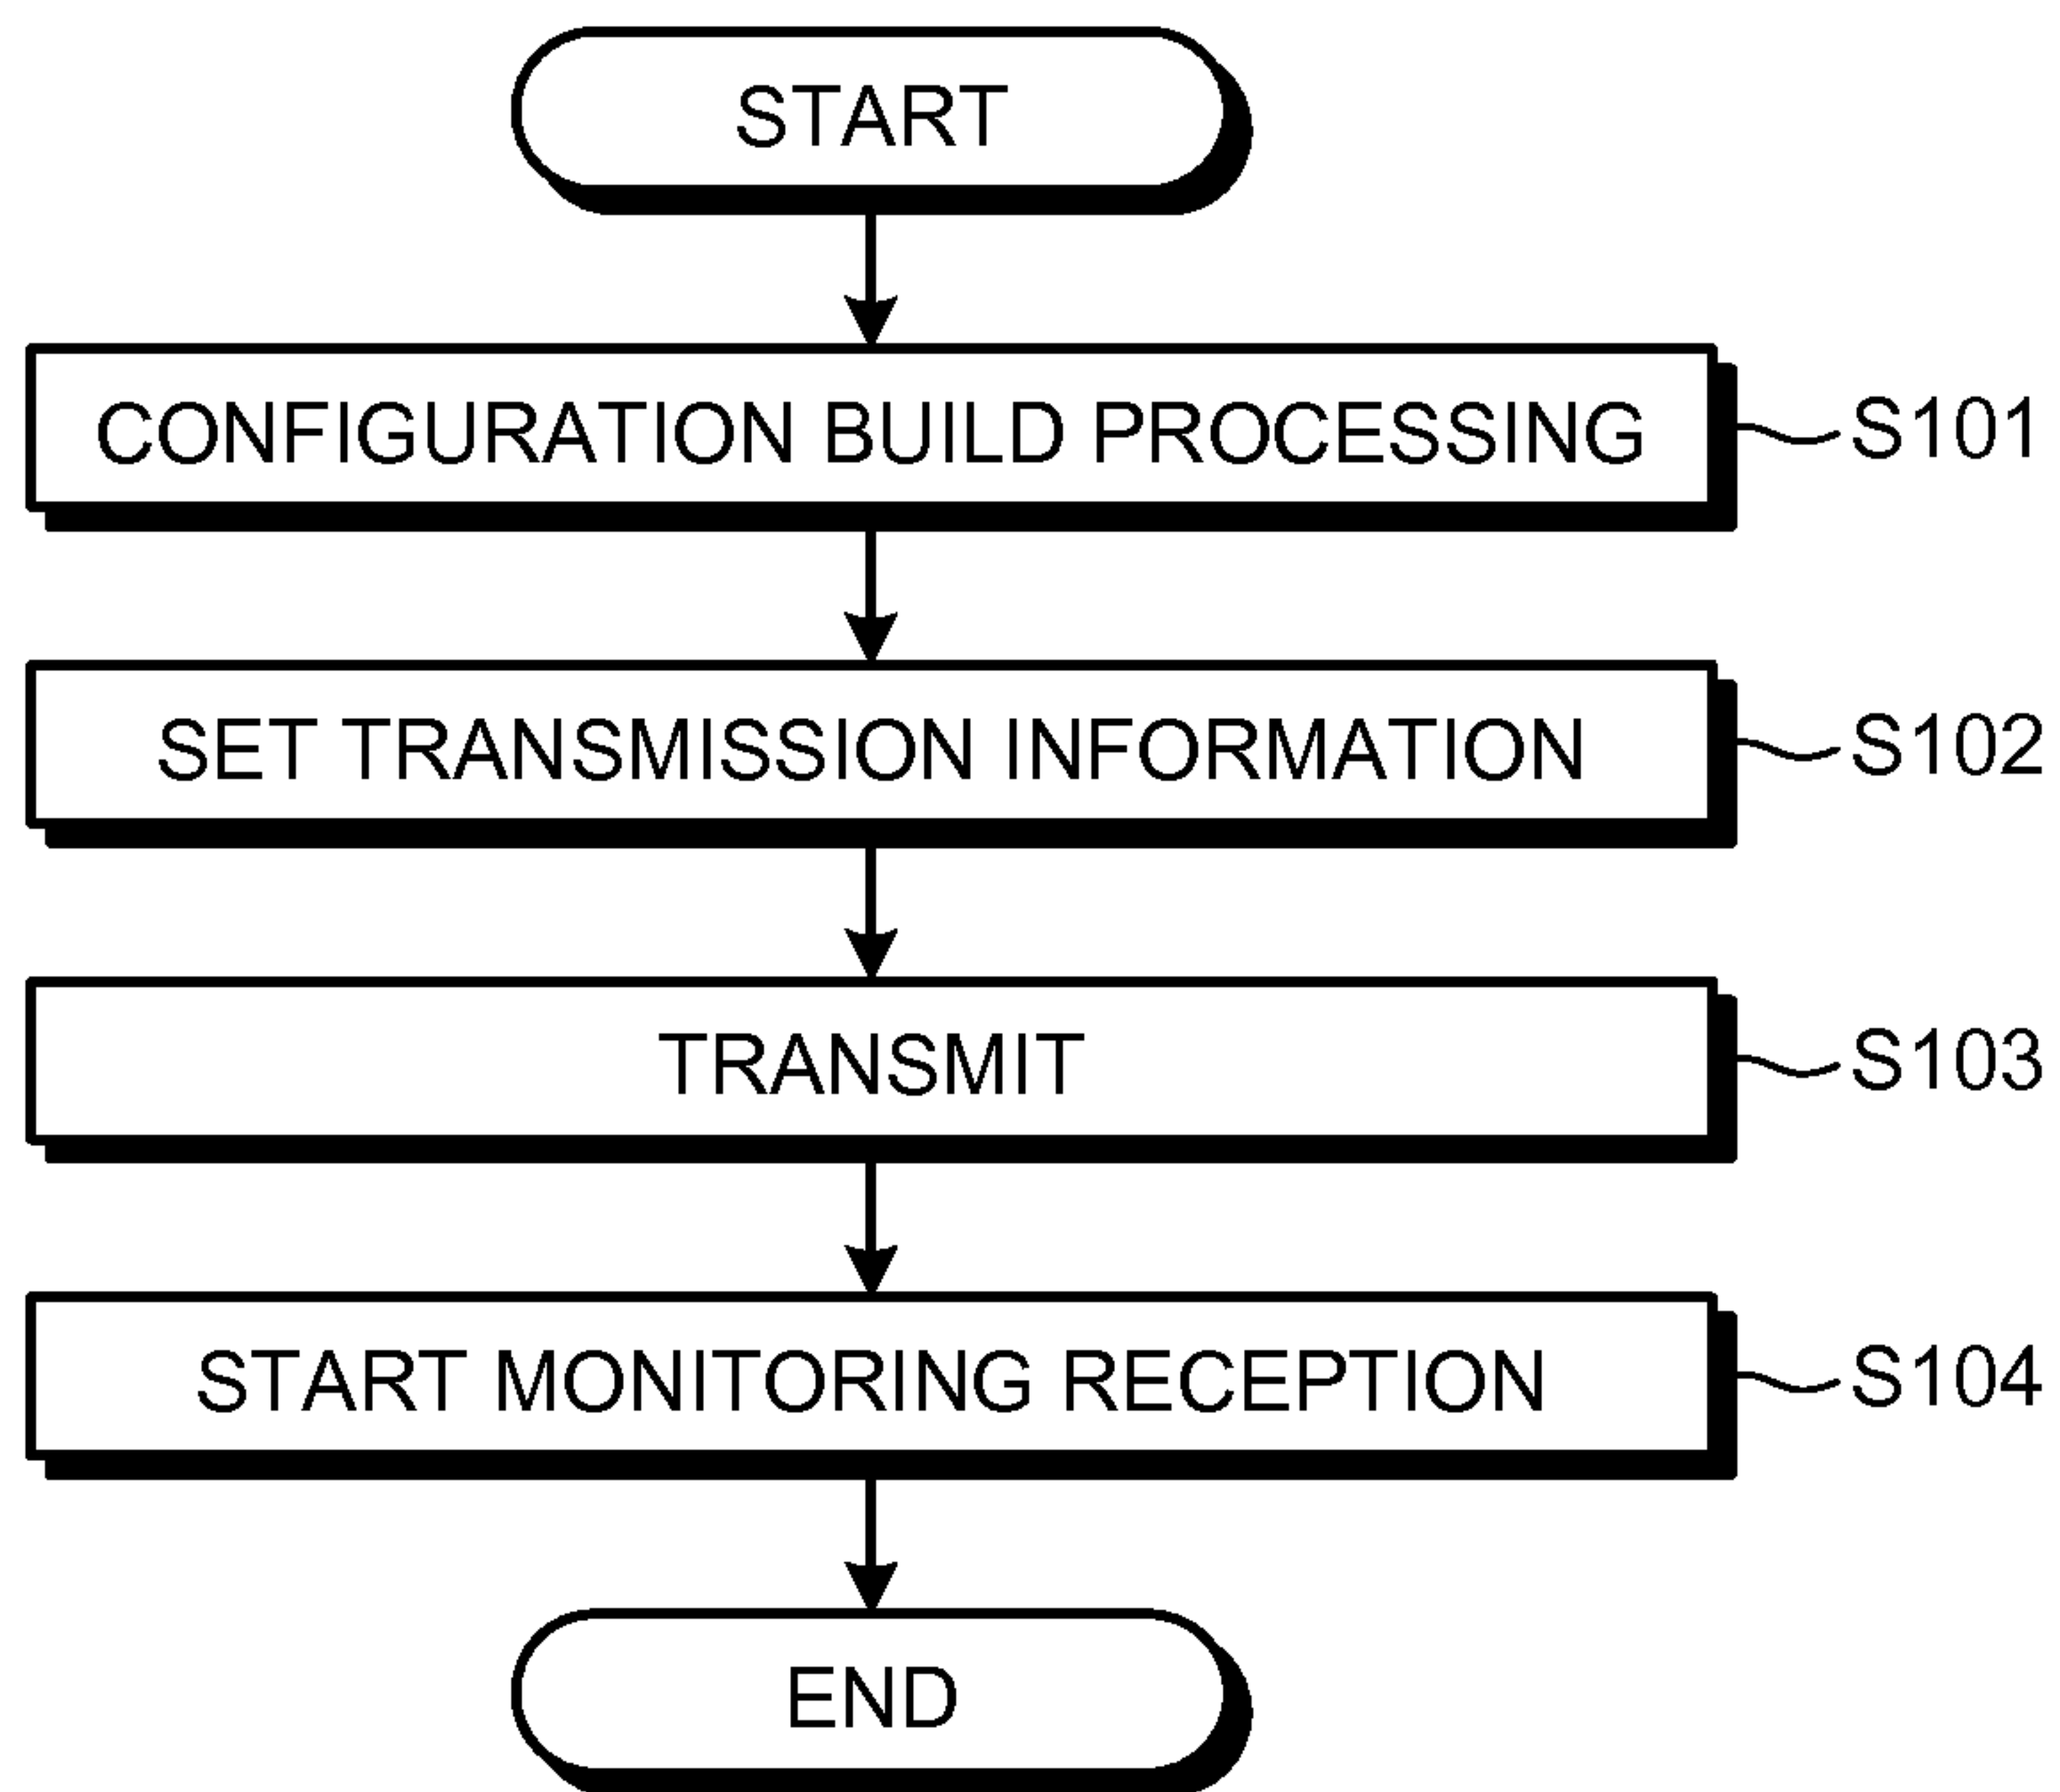 START
CONFIGURATION BUILD PROCESSING
S101
SET TRANSMISSION INFORMATION
S102
TRANSMIT
S103
START MONITORING RECEPTION
S104
END